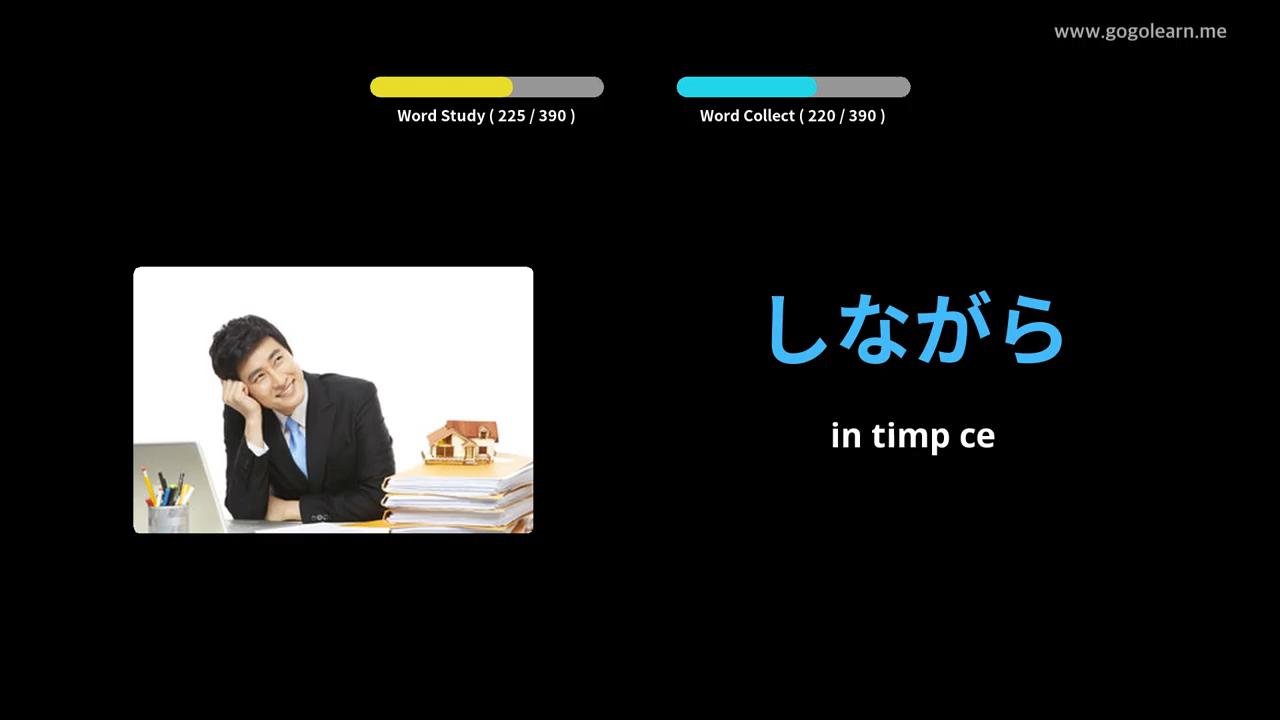 www.gogolearn.me
Word Study ( 225 / 390 )
Word Collect ( 220 / 390 )
しながら
in timp ce